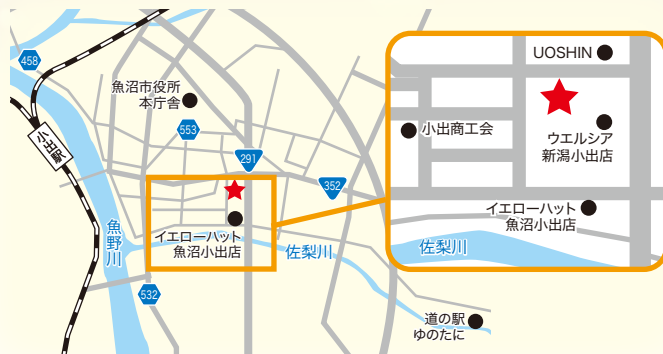 458
魚沼市役所
本庁舎
553
小出駅
291
352
イエローハット
魚沼小出店
魚野川
佐梨川
532
道の駅
ゆのたに
UOSHIN
小出商工会
ウエルシア
新潟小出店
イエローハット
魚沼小出店
佐梨川